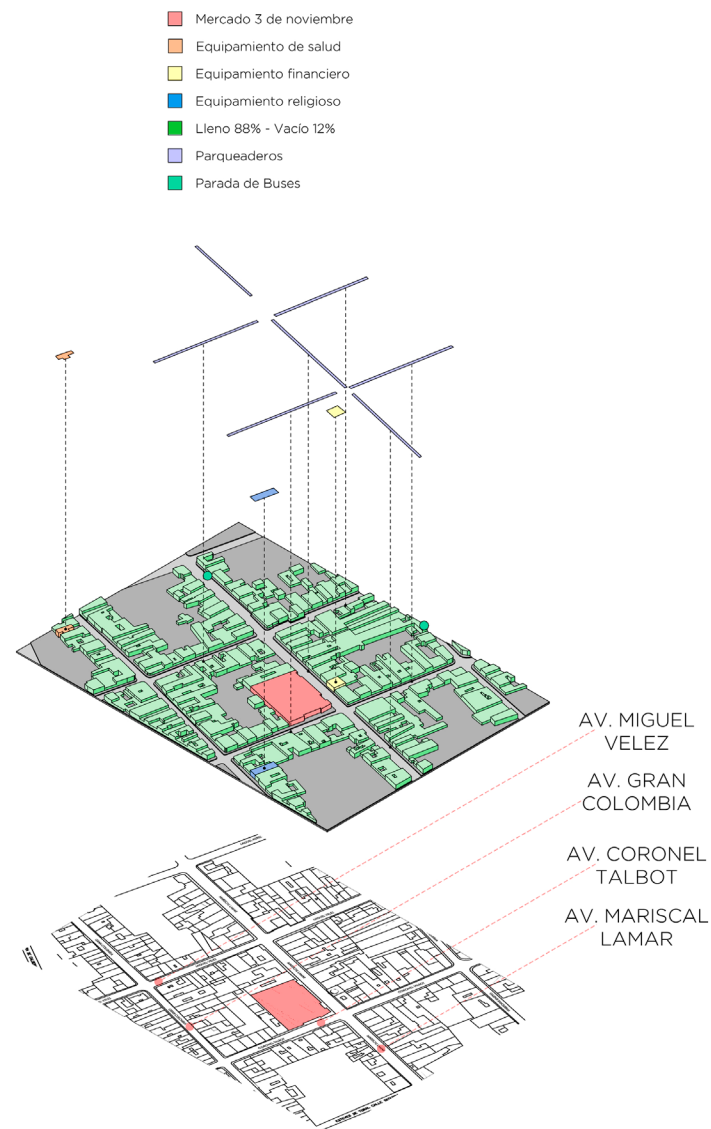 Mercado 3 de noviembre
Equipamiento de salud
Equipamiento financiero
Equipamiento religioso
Lleno 88% - Vacío 12%
Parqueaderos
Parada de Buses
AV. MIGUEL
VELEZ
AV. GRAN
COLOMBIA
AV. CORONEL
TALBOT
AV. MARISCAL
LAMAR